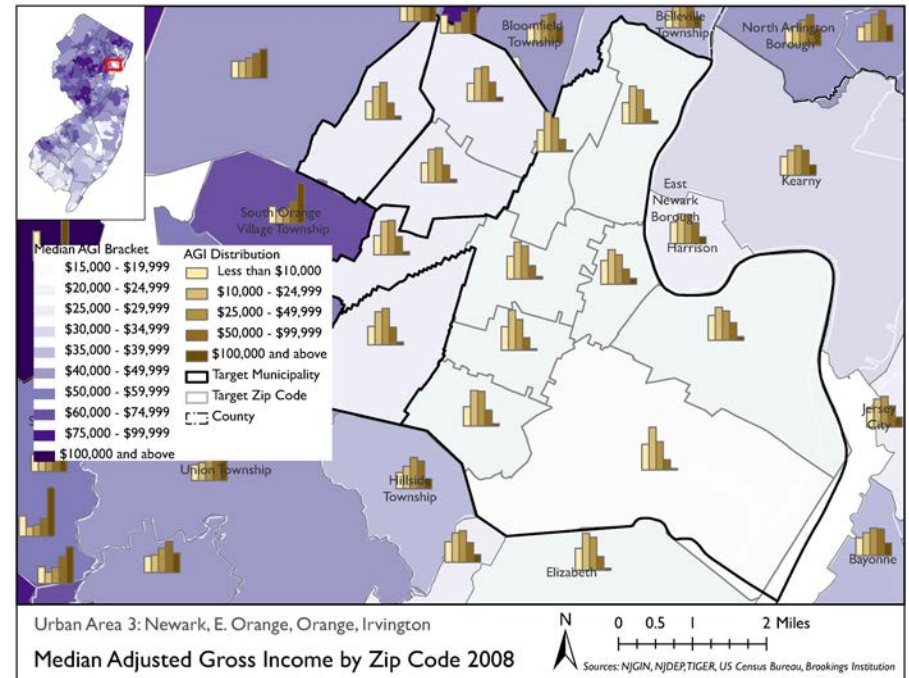 Bloomfield
Township
Belleville
Township
North Arlington
Borough
Kearny
East
Newark
Borough
Harrison
South Orange
Village Township
Median AGI Bracket
$15,000 - $19,999
$20,000 - $24,999
$25,000 - $29,999
$30,000 - $34,999
$35,000 - $39,999
$40,000 - $49,999
$50,000 - $59,999
$60,000 - $74,999
$75,000 - $99,999
$100,000 and above
AGI Distribution
Less than $10,000
$10,000 - $24,999
$25,000 - $49,999
$50,000 - $99,999
$100,000 and above
Target Municipality
Target Zip Code
County
Jersey
City
Union Township
Hillside
Township
Elizabeth
Bayonne
Urban Area 3: Newark, E. Orange, Orange, Irvington
Median Adjusted Gross Income by Zip Code 2008
N
0 0.5 1 2 Miles
Sources: NJGIN, NJDEP,TIGER, US Census Bureau, Brookings Institution